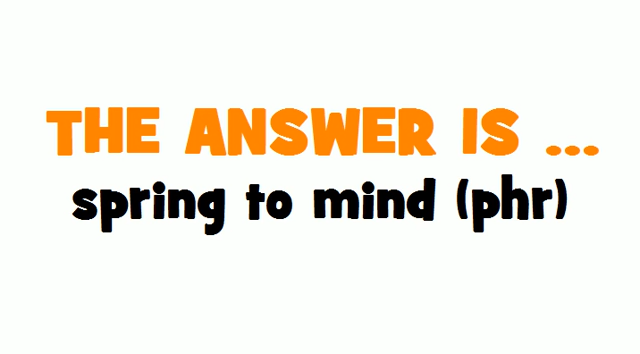 THE ANSWER IS ...
spring to mind (phr)